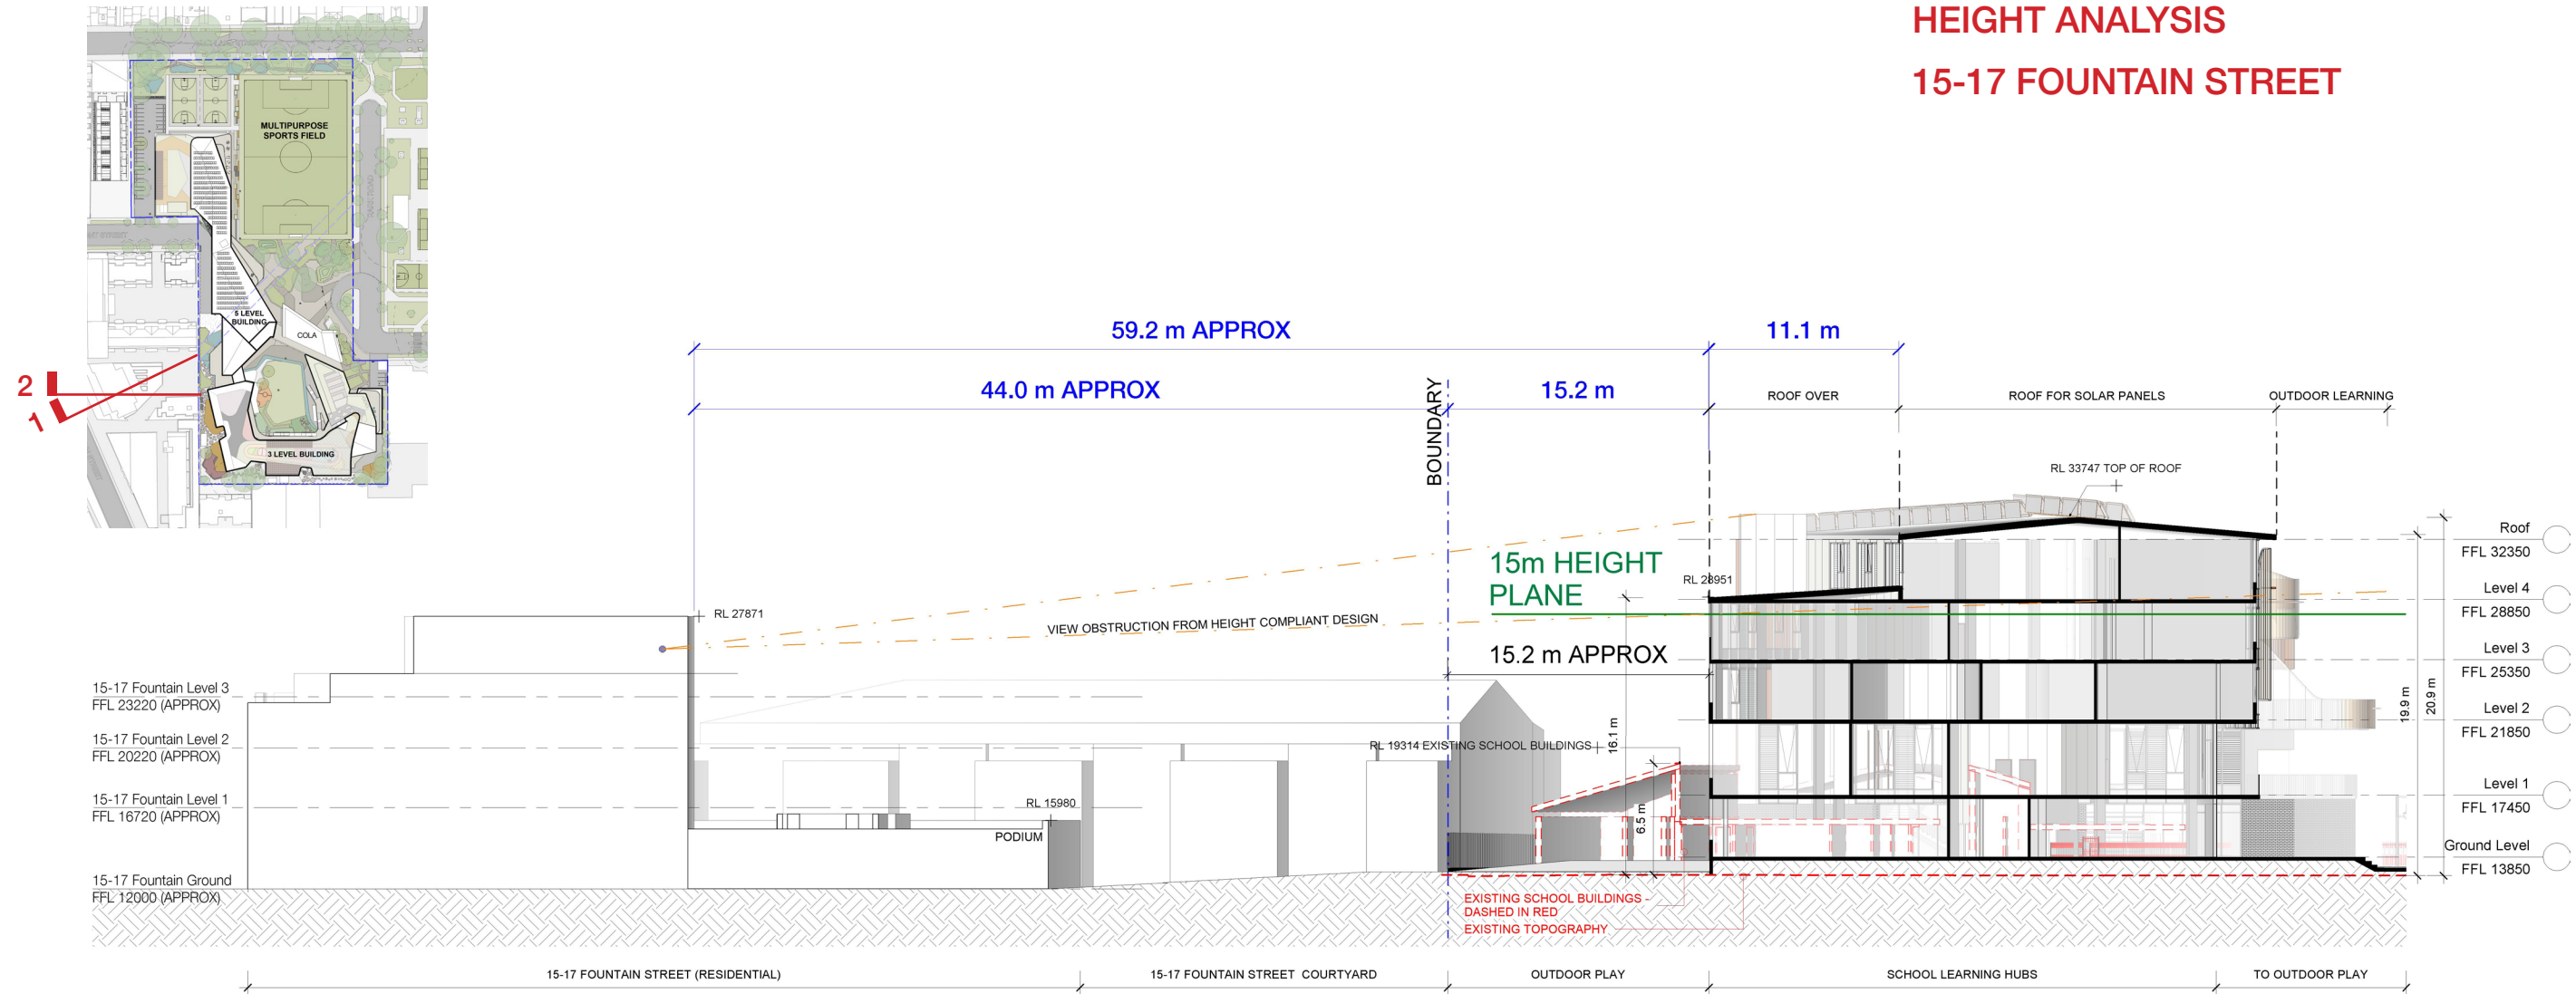 HEIGHT ANALYSIS
15-17 FOUNTAIN STREET
MULTIPURPOSE
SPORTS FIELD
5 LEVEL
BUILDING
COLA
3 LEVEL BUILDING
2
1
59.2 m APPROX
11.1 m
44.0 m APPROX
BOUNDARY
15.2 m
ROOF OVER
ROOF FOR SOLAR PANELS
OUTDOOR LEARNING
RL 33747 TOP OF ROOF
15m HEIGHT
PLANE
RL 28951
RL 27871
VIEW OBSTRUCTION FROM HEIGHT COMPLIANT DESIGN
15.2 m APPROX
Roof
FFL 32350
Level 4
FFL 28850
Level 3
FFL 25350
Level 2
FFL 21850
Level 1
FFL 17450
Ground Level
FFL 13850
19.9 m
20.9 m
16.1 m
6.5 m
15-17 Fountain Level 3
FFL 23220 (APPROX)
15-17 Fountain Level 2
FFL 20220 (APPROX)
15-17 Fountain Level 1
FFL 16720 (APPROX)
15-17 Fountain Ground
FFL 12000 (APPROX)
RL 19314 EXISTING SCHOOL BUILDINGS
RL 15980
PODIUM
EXISTING SCHOOL BUILDINGS -
DASHED IN RED
EXISTING TOPOGRAPHY
15-17 FOUNTAIN STREET (RESIDENTIAL)
15-17 FOUNTAIN STREET COURTYARD
OUTDOOR PLAY
SCHOOL LEARNING HUBS
TO OUTDOOR PLAY